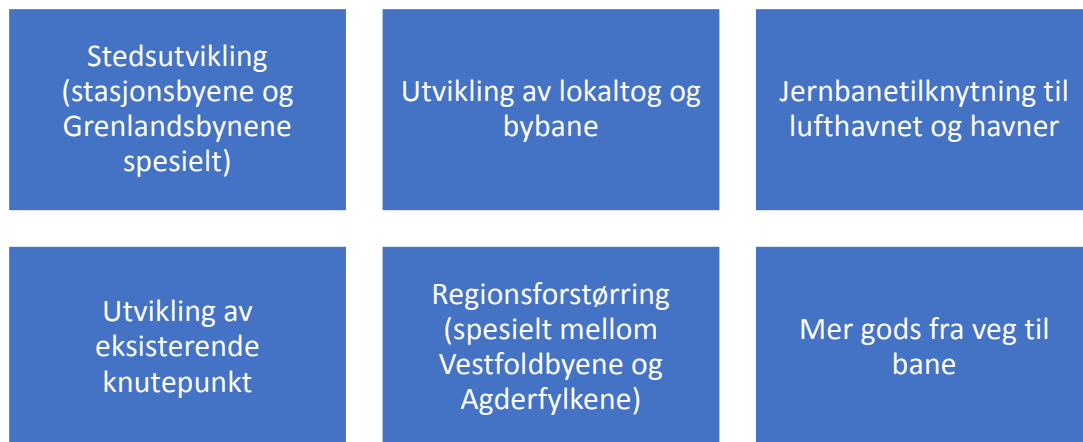 Stedsutvikling
(stasjonsbyene og
Grenlandsbynene
spesielt)
Utvikling av lokaltog og
bybane
Jernbanetilknytning til
lufthavnet og havner
Utvikling av
eksisterende
knutepunkt
Regionsforstørring
(spesielt mellom
Vestfoldbyene og
Agderfylkene)
Mer gods fra veg til
bane